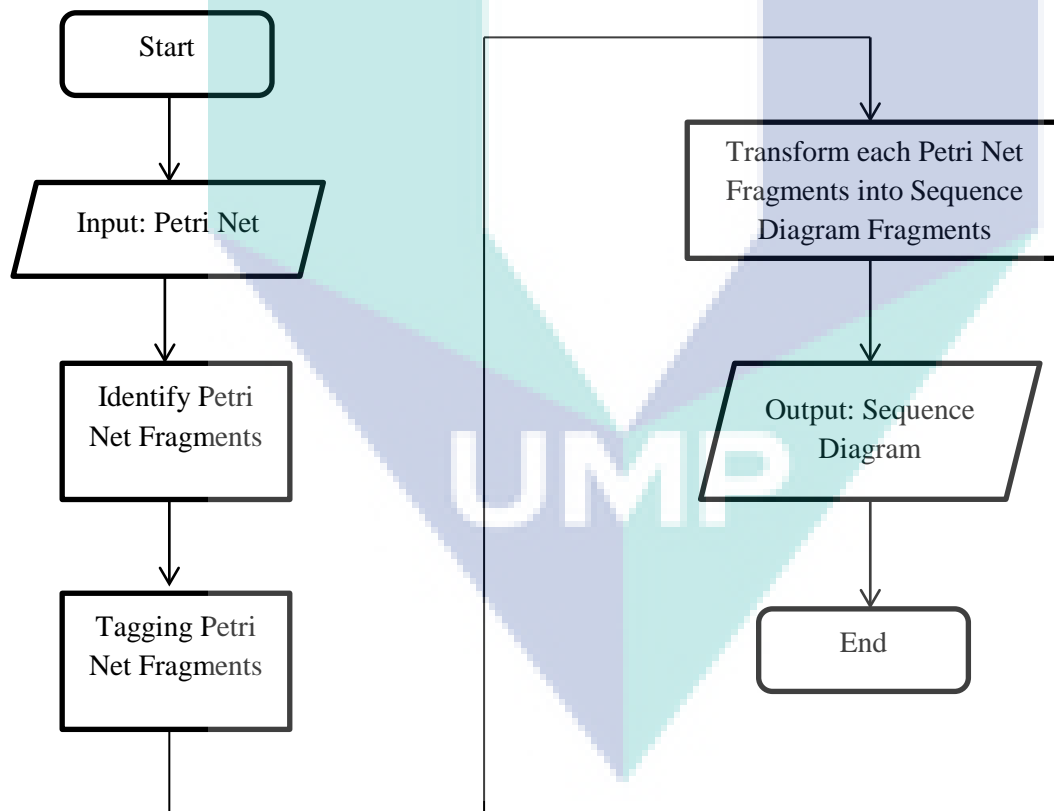 Start
Input: Petri Net
Identify Petri
Net Fragments
Tagging Petri
Net Fragments
Transform each Petri Net
Fragments into Sequence
Diagram Fragments
Output: Sequence
Diagram
End
UMP